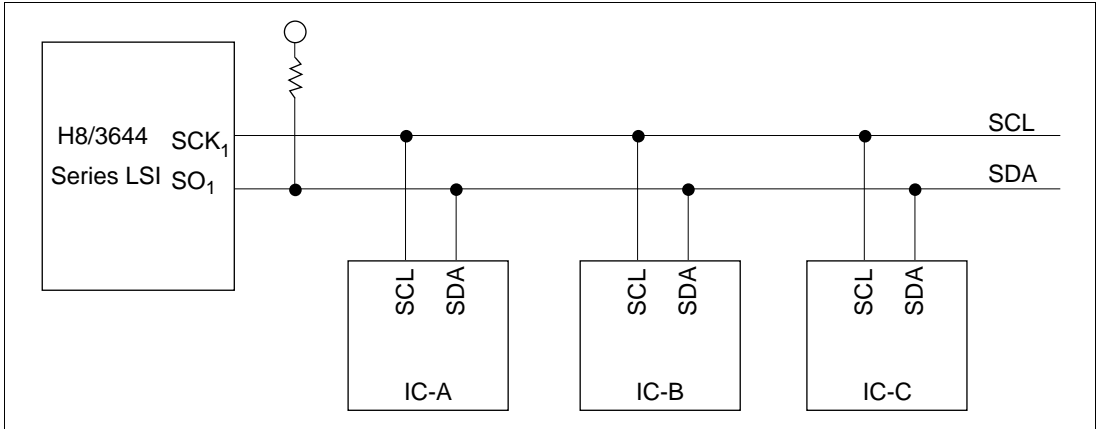 H8/3644 SCK₁
Series LSI SO₁
SCL
SDA
SCL SDA
IC-A
SCL SDA
IC-B
SCL SDA
IC-C